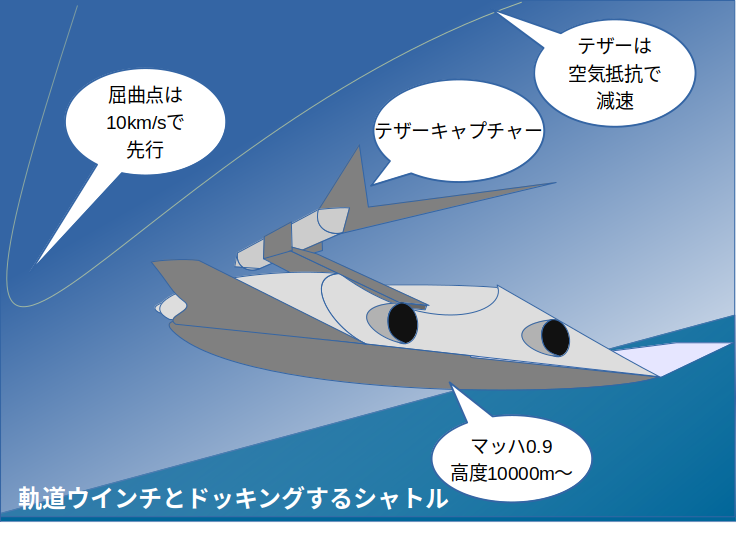 テザーは
空気抵抗で
減速
屈曲点は
10km/sで
先行
テザーキャプチャー
マッハ0.9
高度10000m～
軌道ウインチとドッキングするシャトル